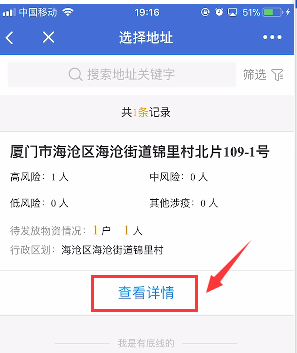 中国移动 19:16 51%
选择地址
搜索地址关键字 筛选
共1条记录
厦门市海沧区海沧街道锦里村北片109-1号
高风险：1 人 中风险：0 人
低风险：0 人 其他涉疫：0 人
待发放物资情况：1 户 1 人
行政区划：海沧区海沧街道锦里村
查看详情
我是有底线的